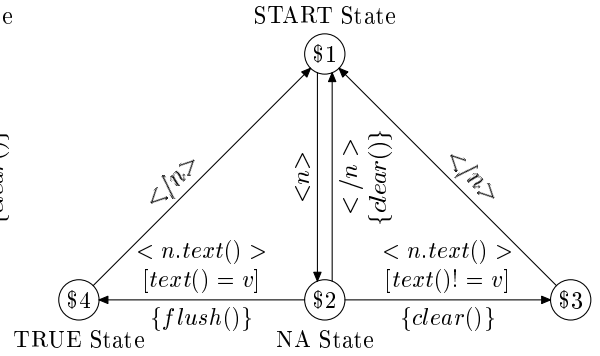 START State
$1
</n>
<n>
</n>
{clear()}
</n>
< n.text() >
[text() = v]
< n.text() >
[text()! = v]
$4
$2
$3
{flush()}
{clear()}
TRUE State
NA State